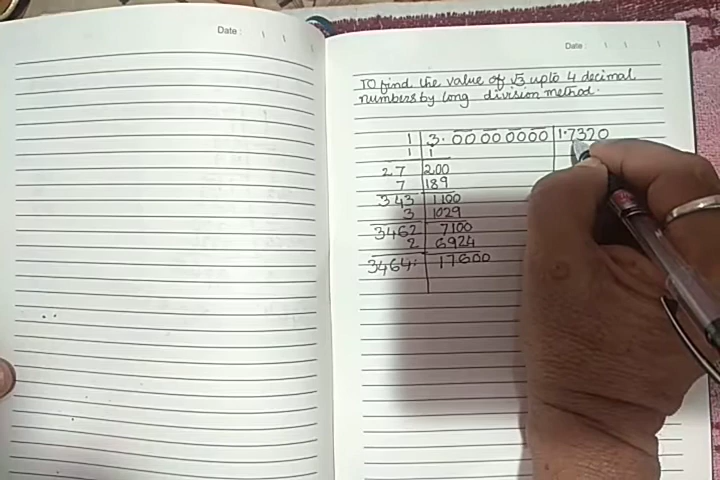 Date :
Date :
TO find the value of √3 upto 4 decimal
numbers by long division method.
1 3. 00 00 00 00 1.7320
1 1
27 200
7 189
343 1100
3 1029
3462 7100
2 6924
3464 17600